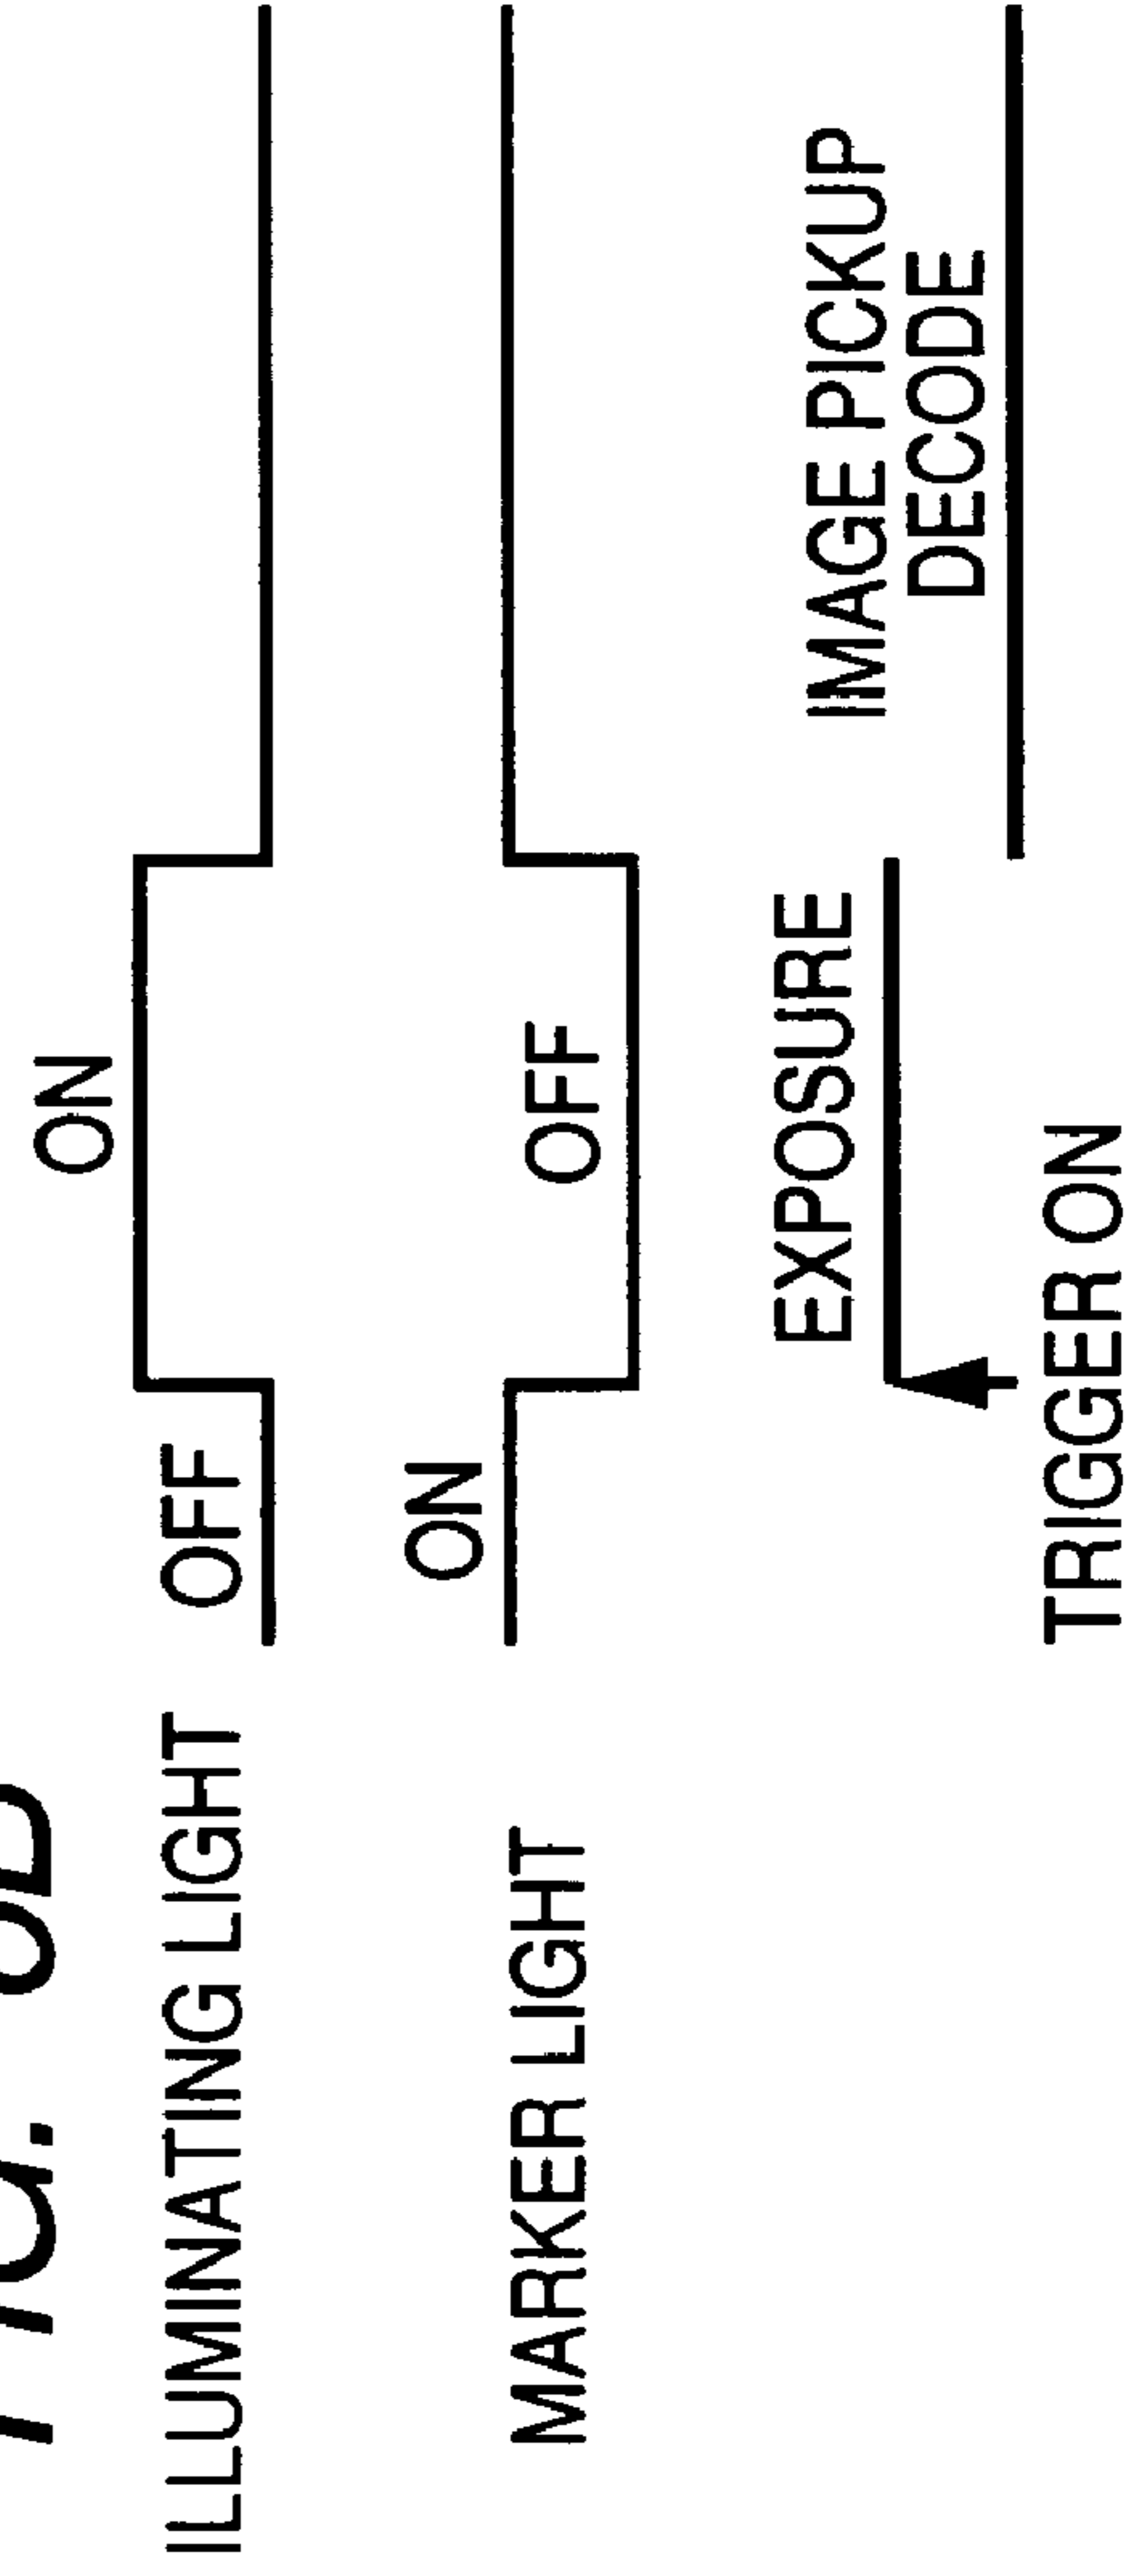 ON
ILLUMINATING LIGHT OFF
ON
MARKER LIGHT OFF
EXPOSURE
IMAGE PICKUP
DECODE
TRIGGER ON